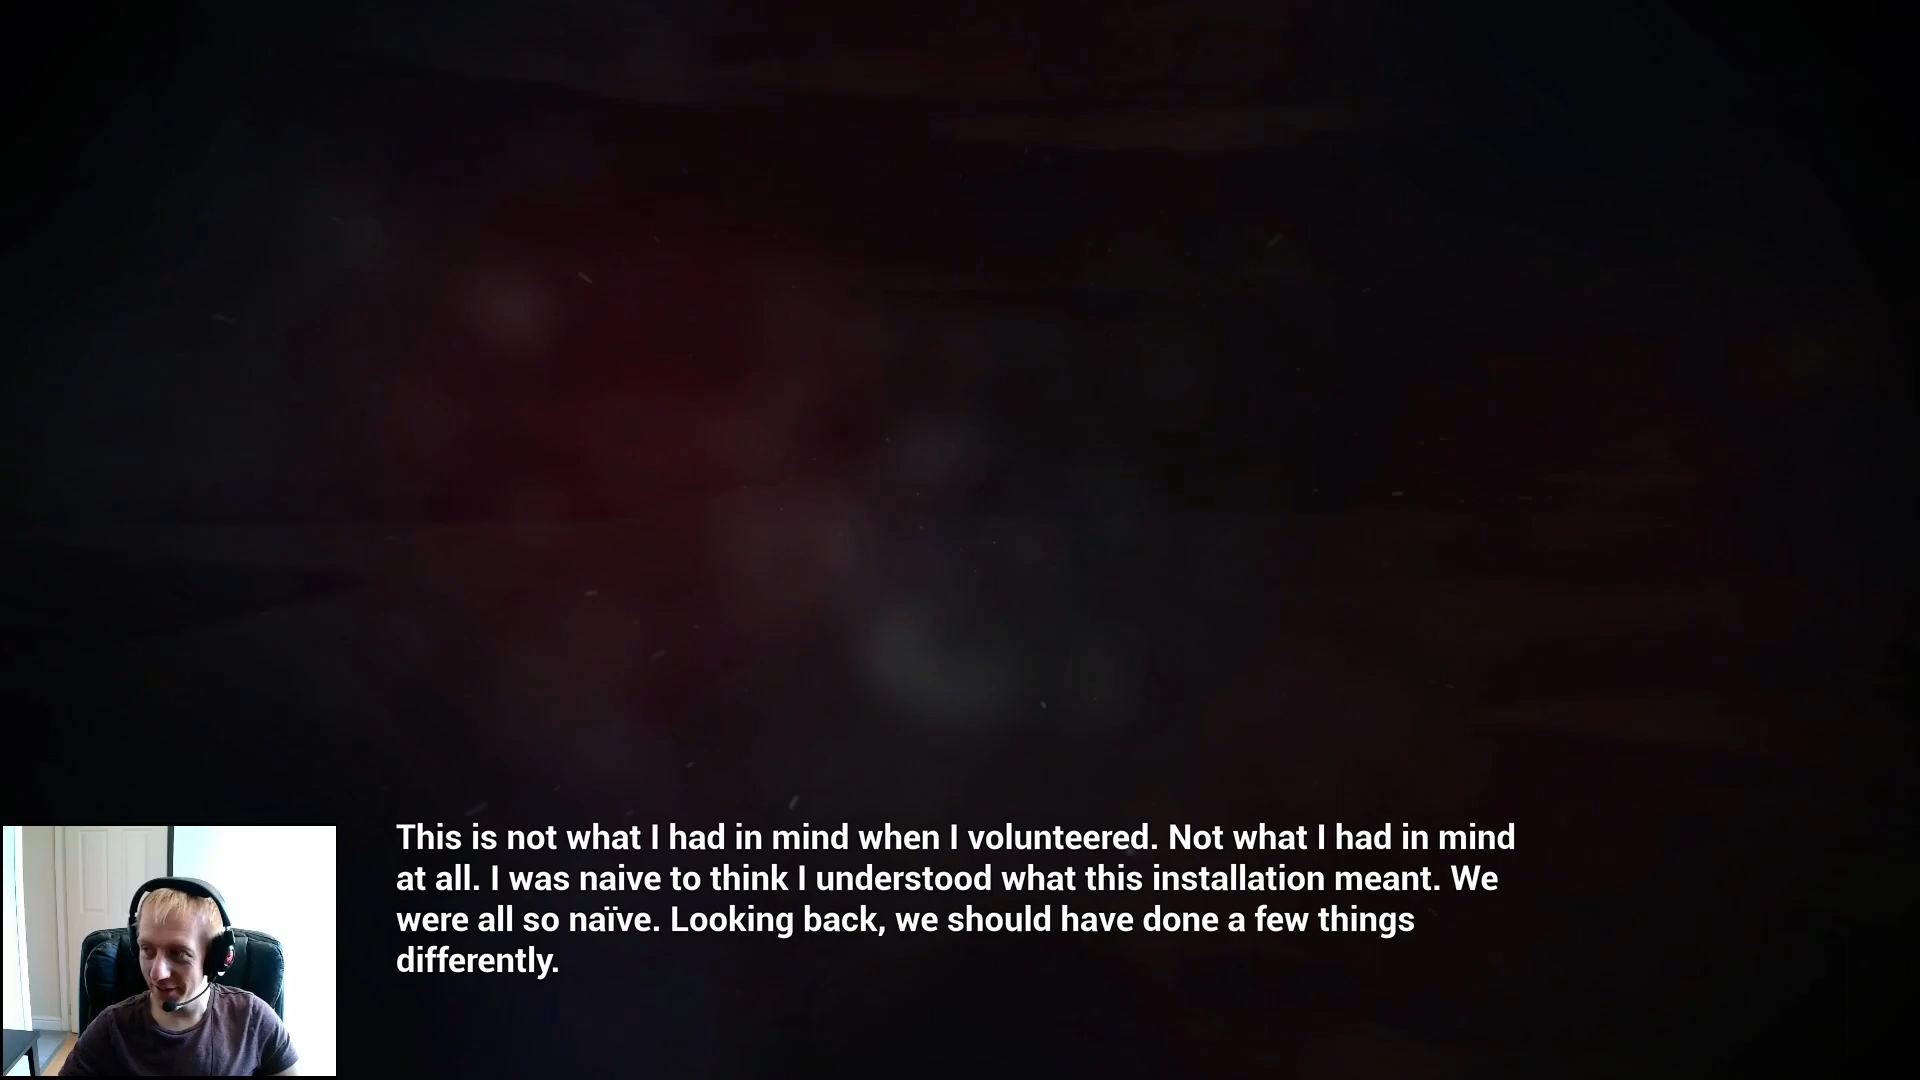 This is not what I had in mind when I volunteered. Not what I had in mind
at all. I was naive to think I understood what this installation meant. We
were all so naïve. Looking back, we should have done a few things
differently.